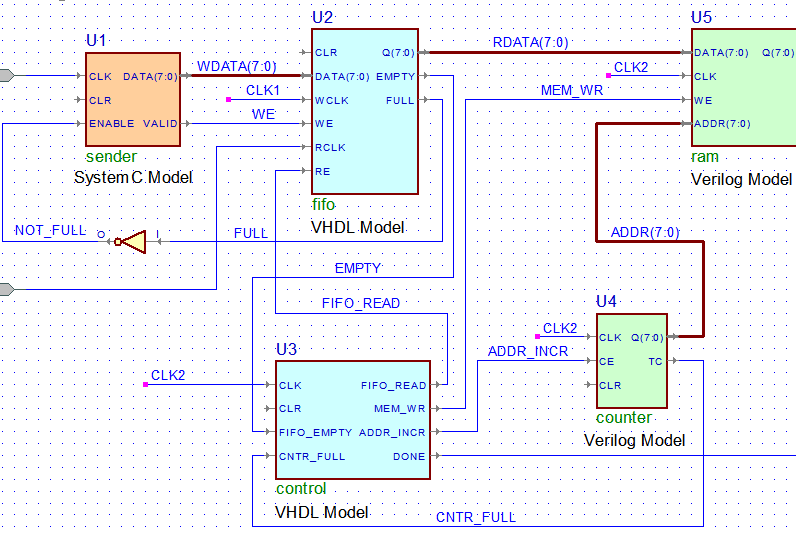 U1
CLK DATA(7:0)
CLR
ENABLE VALID
sender
SystemC Model
WDATA(7:0)
CLK1
WE
U2
CLR Q(7:0)
DATA(7:0) EMPTY
WCLK FULL
WE
RCLK
RE
fifo
VHDL Model
RDATA(7:0)
CLK2
MEM_WR
U5
DATA(7:0) Q(7:0)
CLK
WE
ADDR(7:0)
ram
Verilog Model
NOT_FULL
O
I
FULL
ADDR(7:0)
EMPTY
FIFO_READ
U4
CLK2
CLK Q(7:0)
ADDR_INCR
CE TC
CLR
counter
Verilog Model
U3
CLK2
CLK FIFO_READ
CLR MEM_WR
FIFO_EMPTY ADDR_INCR
CNTR_FULL DONE
control
VHDL Model
CNTR_FULL